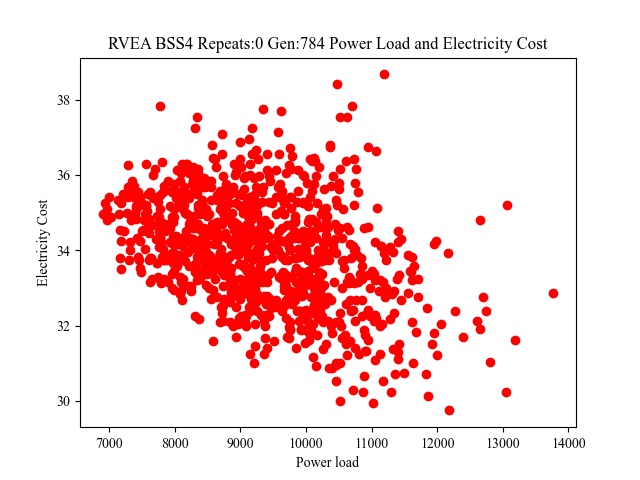 RVEA BSS4 Repeats:0 Gen:784 Power Load and Electricity Cost
38
36
34
32
30
Electricity Cost
7000 8000 9000 10000 11000 12000 13000 14000
Power load